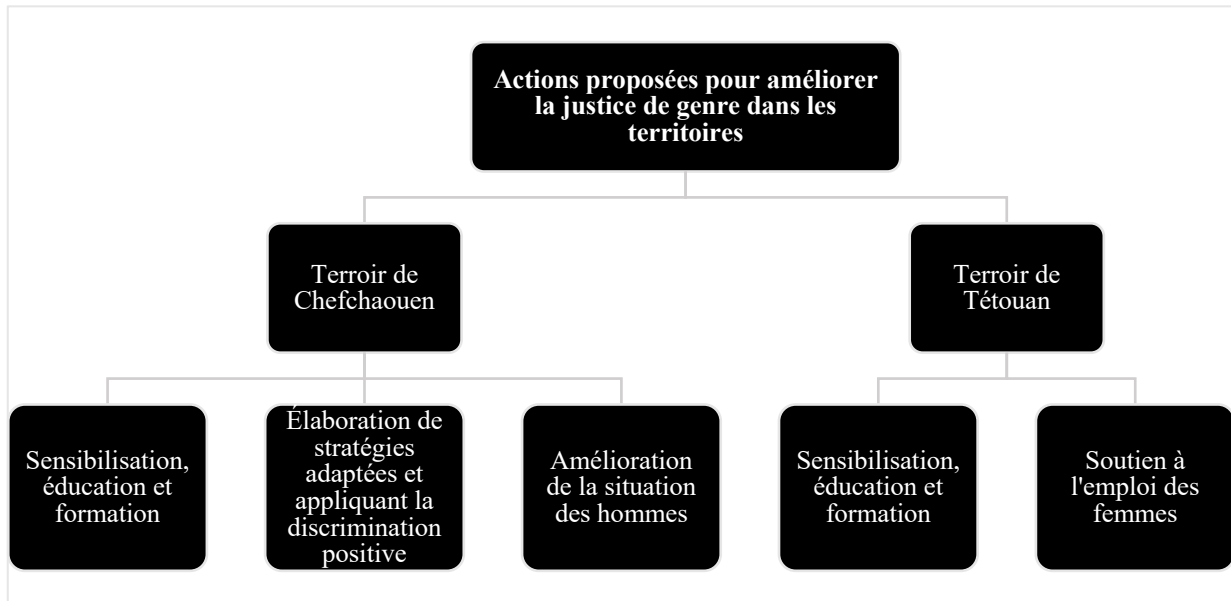 Actions proposées pour améliorer
la justice de genre dans les
territoires
Terroir de
Chefchaouen
Terroir de
Tétouan
Sensibilisation,
éducation et
formation
Élaboration de
stratégies
adaptées et
appliquant la
discrimination
positive
Amélioration
de la situation
des hommes
Sensibilisation,
éducation et
formation
Soutien à
l'emploi des
femmes